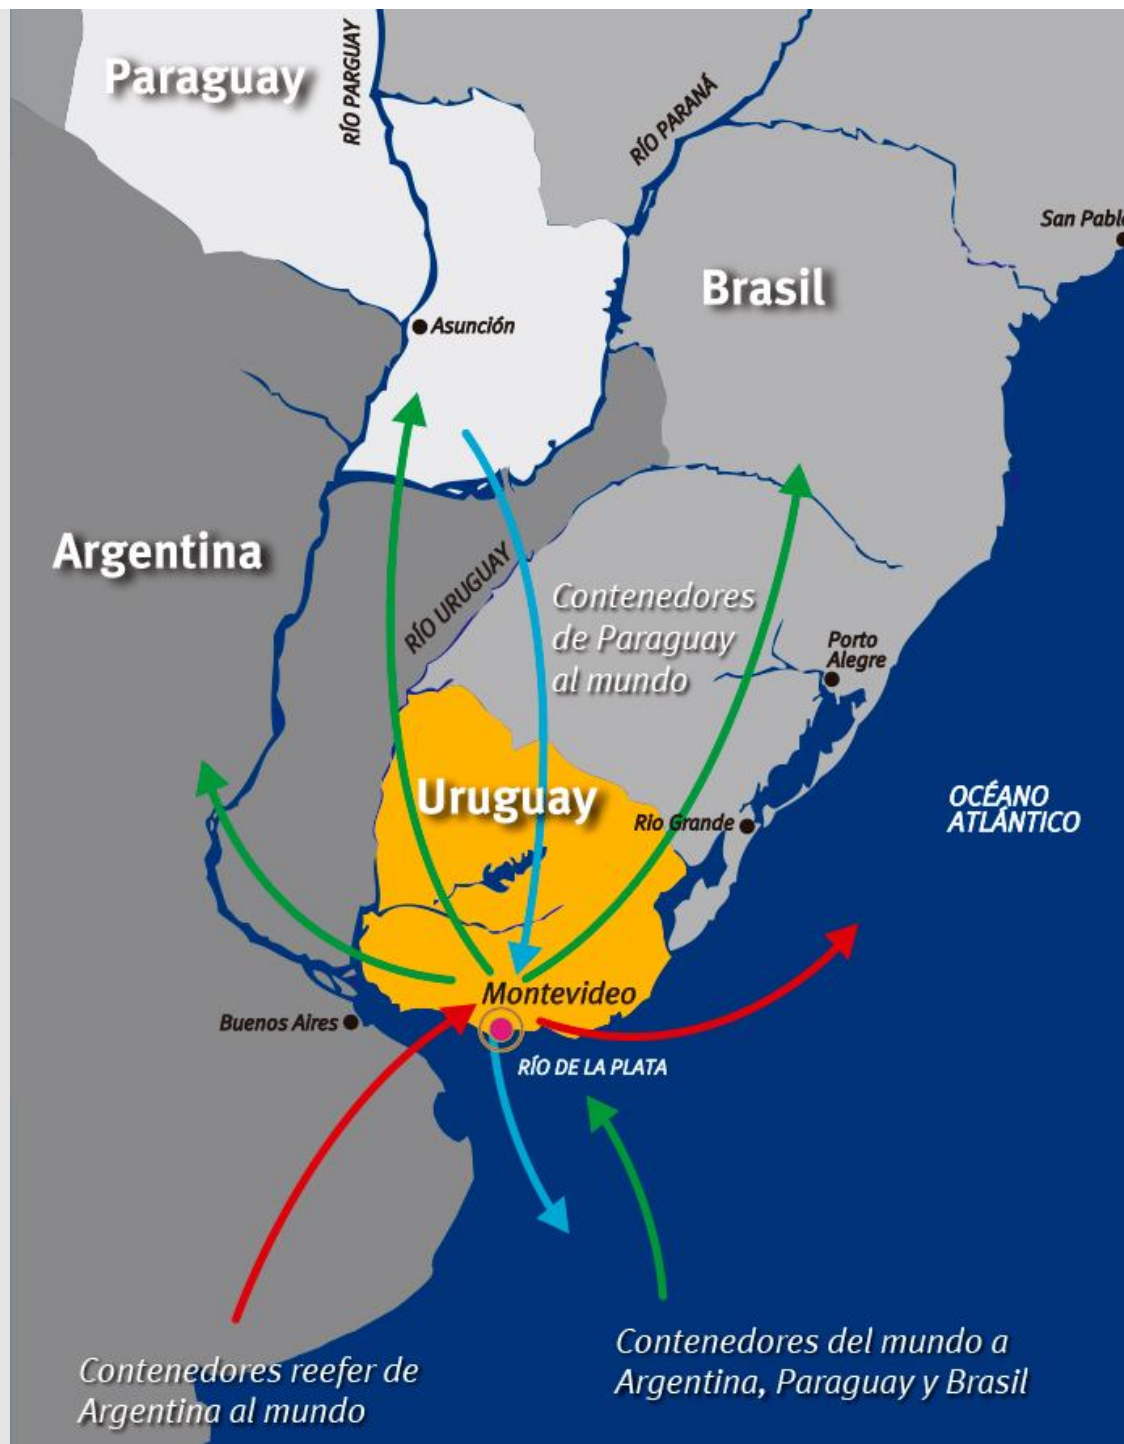 Paraguay
RÍO PARGUAY
RÍO PARANÁ
San Pablo
Brasil
Asunción
Argentina
RÍO URUGUAY
Contenedores
de Paraguay
al mundo
Porto
Alegre
Uruguay
Rio Grande
OCÉANO
ATLÁNTICO
Montevideo
Buenos Aires
RÍO DE LA PLATA
Contenedores reefer de
Argentina al mundo
Contenedores del mundo a
Argentina, Paraguay y Brasil